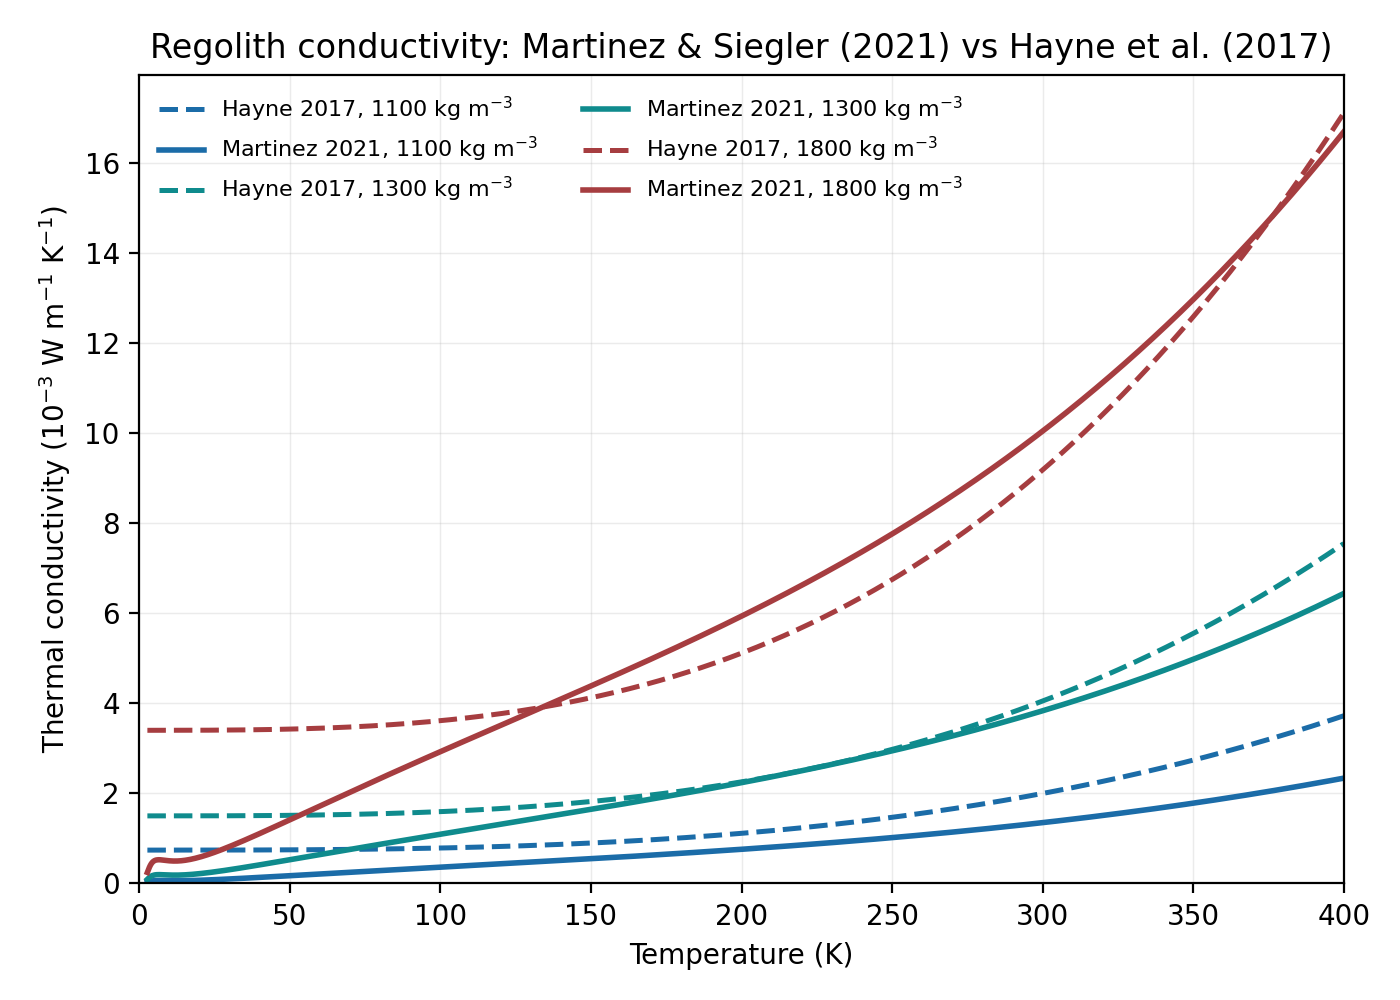 Regolith conductivity: Martinez & Siegler (2021) vs Hayne et al. (2017)
Hayne 2017, 1100 kg m⁻³
Martinez 2021, 1100 kg m⁻³
Hayne 2017, 1300 kg m⁻³
Martinez 2021, 1300 kg m⁻³
Hayne 2017, 1800 kg m⁻³
Martinez 2021, 1800 kg m⁻³
Thermal conductivity (10⁻³ W m⁻¹ K⁻¹)
16
14
12
10
8
6
4
2
0
0 50 100 150 200 250 300 350 400
Temperature (K)